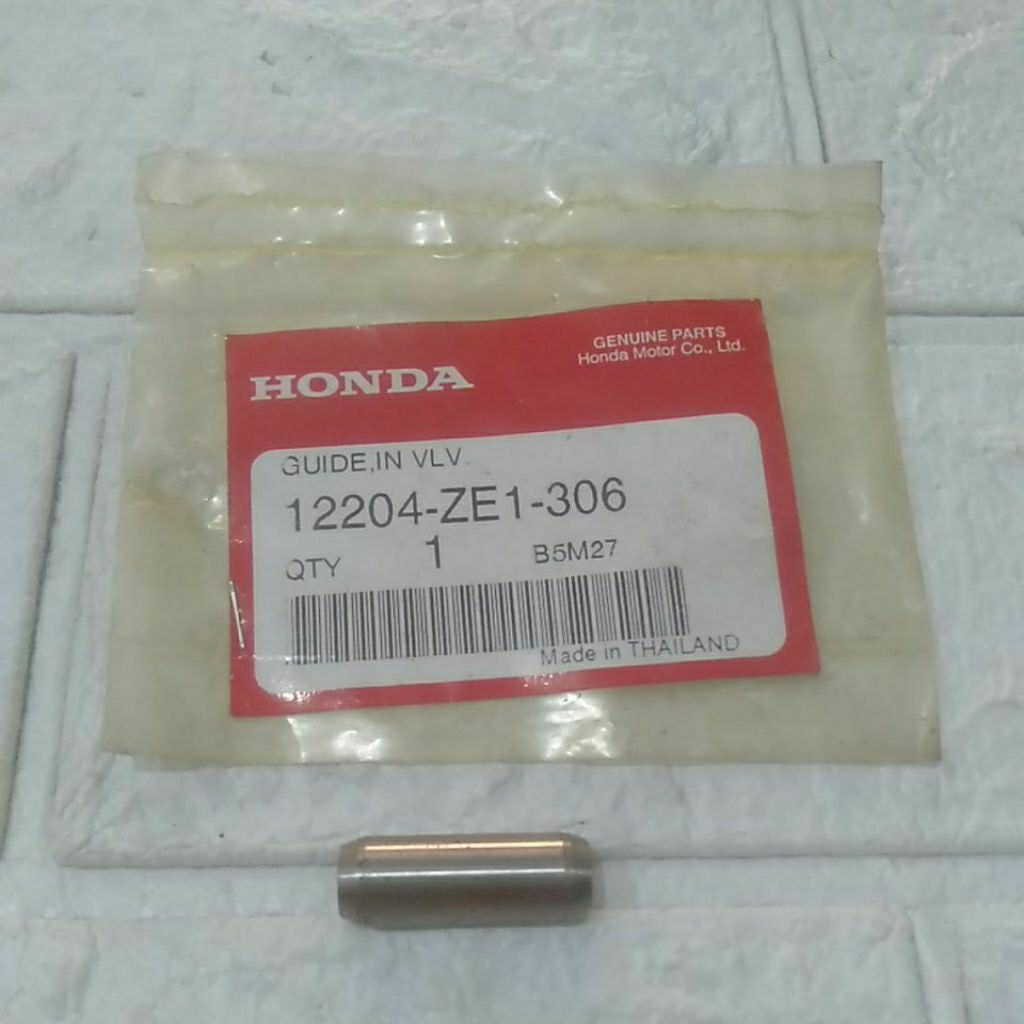 GENUINE PARTS
Honda Motor Co., Ltd.
HONDA
GUIDE,IN VLV.
12204-ZE1-306
QTY 1 B5M27
Made in THAILAND